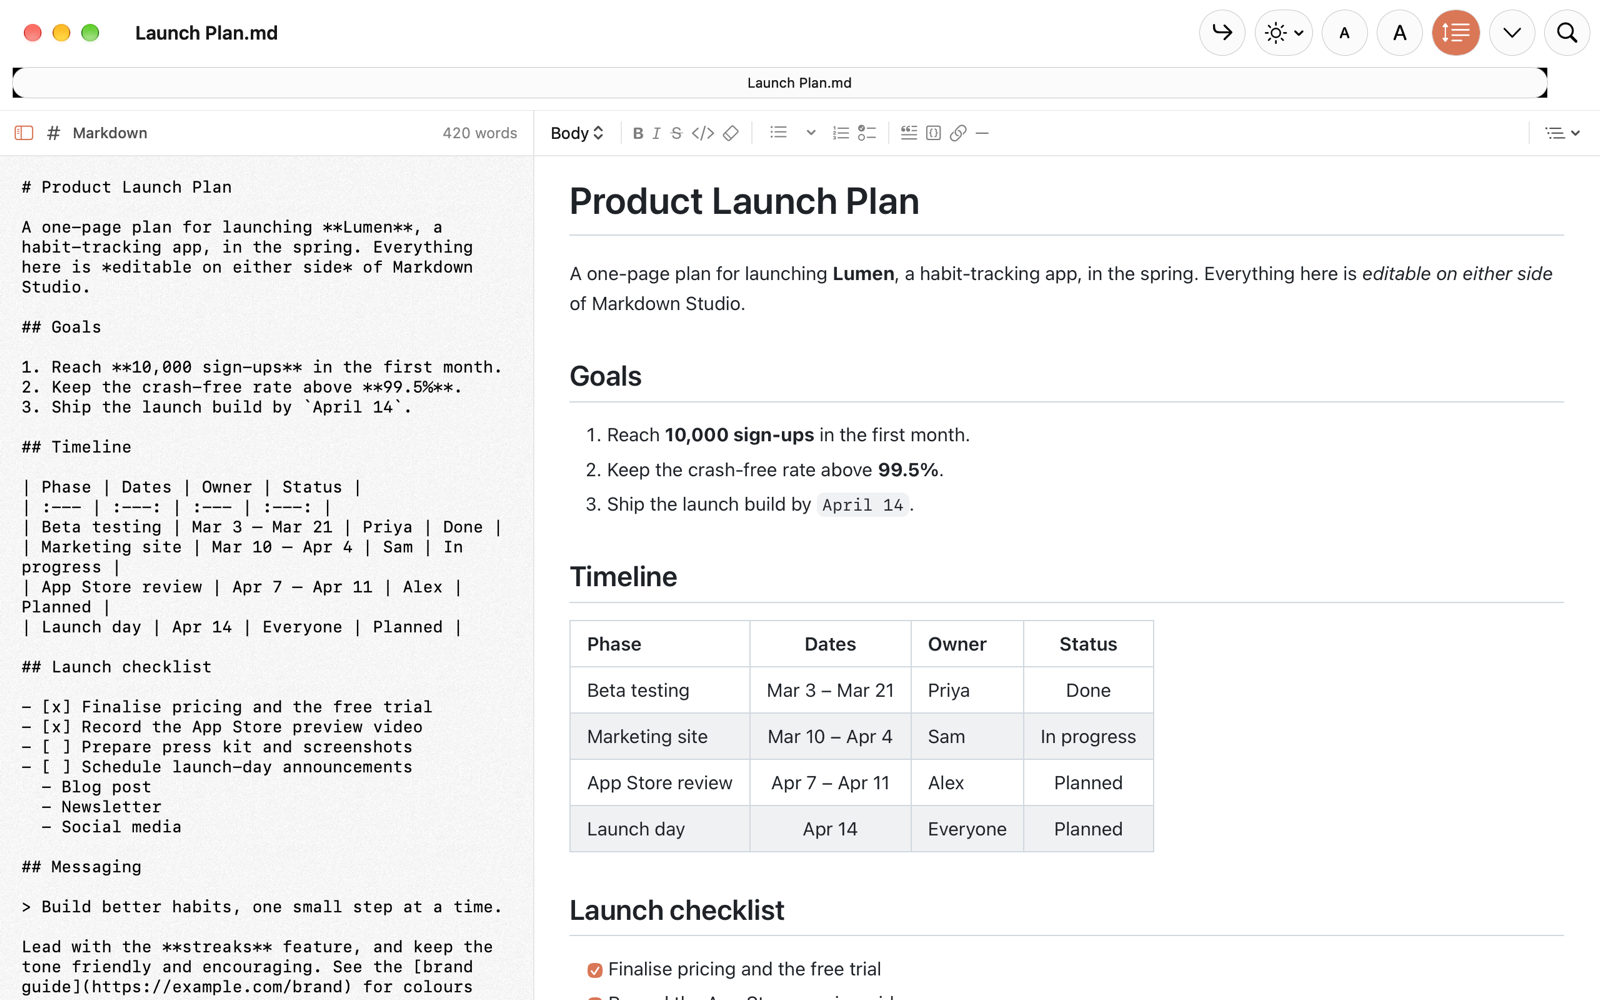 Launch Plan.md
A A
Launch Plan.md
# Markdown 420 words
Body B I S </>
# Product Launch Plan
A one-page plan for launching **Lumen**, a
habit-tracking app, in the spring. Everything
here is *editable on either side* of Markdown
Studio.
## Goals
1. Reach **10,000 sign-ups** in the first month.
2. Keep the crash-free rate above **99.5%**.
3. Ship the launch build by `April 14`.
## Timeline
| Phase | Dates | Owner | Status |
| :--- | :---: | :--- | :---: |
| Beta testing | Mar 3 – Mar 21 | Priya | Done |
| Marketing site | Mar 10 – Apr 4 | Sam | In
progress |
| App Store review | Apr 7 – Apr 11 | Alex |
Planned |
| Launch day | Apr 14 | Everyone | Planned |
## Launch checklist
- [x] Finalise pricing and the free trial
- [x] Record the App Store preview video
- [ ] Prepare press kit and screenshots
- [ ] Schedule launch-day announcements
- Blog post
- Newsletter
- Social media
## Messaging
> Build better habits, one small step at a time.
Lead with the **streaks** feature, and keep the
tone friendly and encouraging. See the [brand
guide](https://example.com/brand) for colours
Product Launch Plan
A one-page plan for launching Lumen, a habit-tracking app, in the spring. Everything here is editable on either side
of Markdown Studio.
Goals
1. Reach 10,000 sign-ups in the first month.
2. Keep the crash-free rate above 99.5%.
3. Ship the launch build by April 14.
Timeline
Phase Dates Owner Status
Beta testing Mar 3 – Mar 21 Priya Done
Marketing site Mar 10 – Apr 4 Sam In progress
App Store review Apr 7 – Apr 11 Alex Planned
Launch day Apr 14 Everyone Planned
Launch checklist
Finalise pricing and the free trial